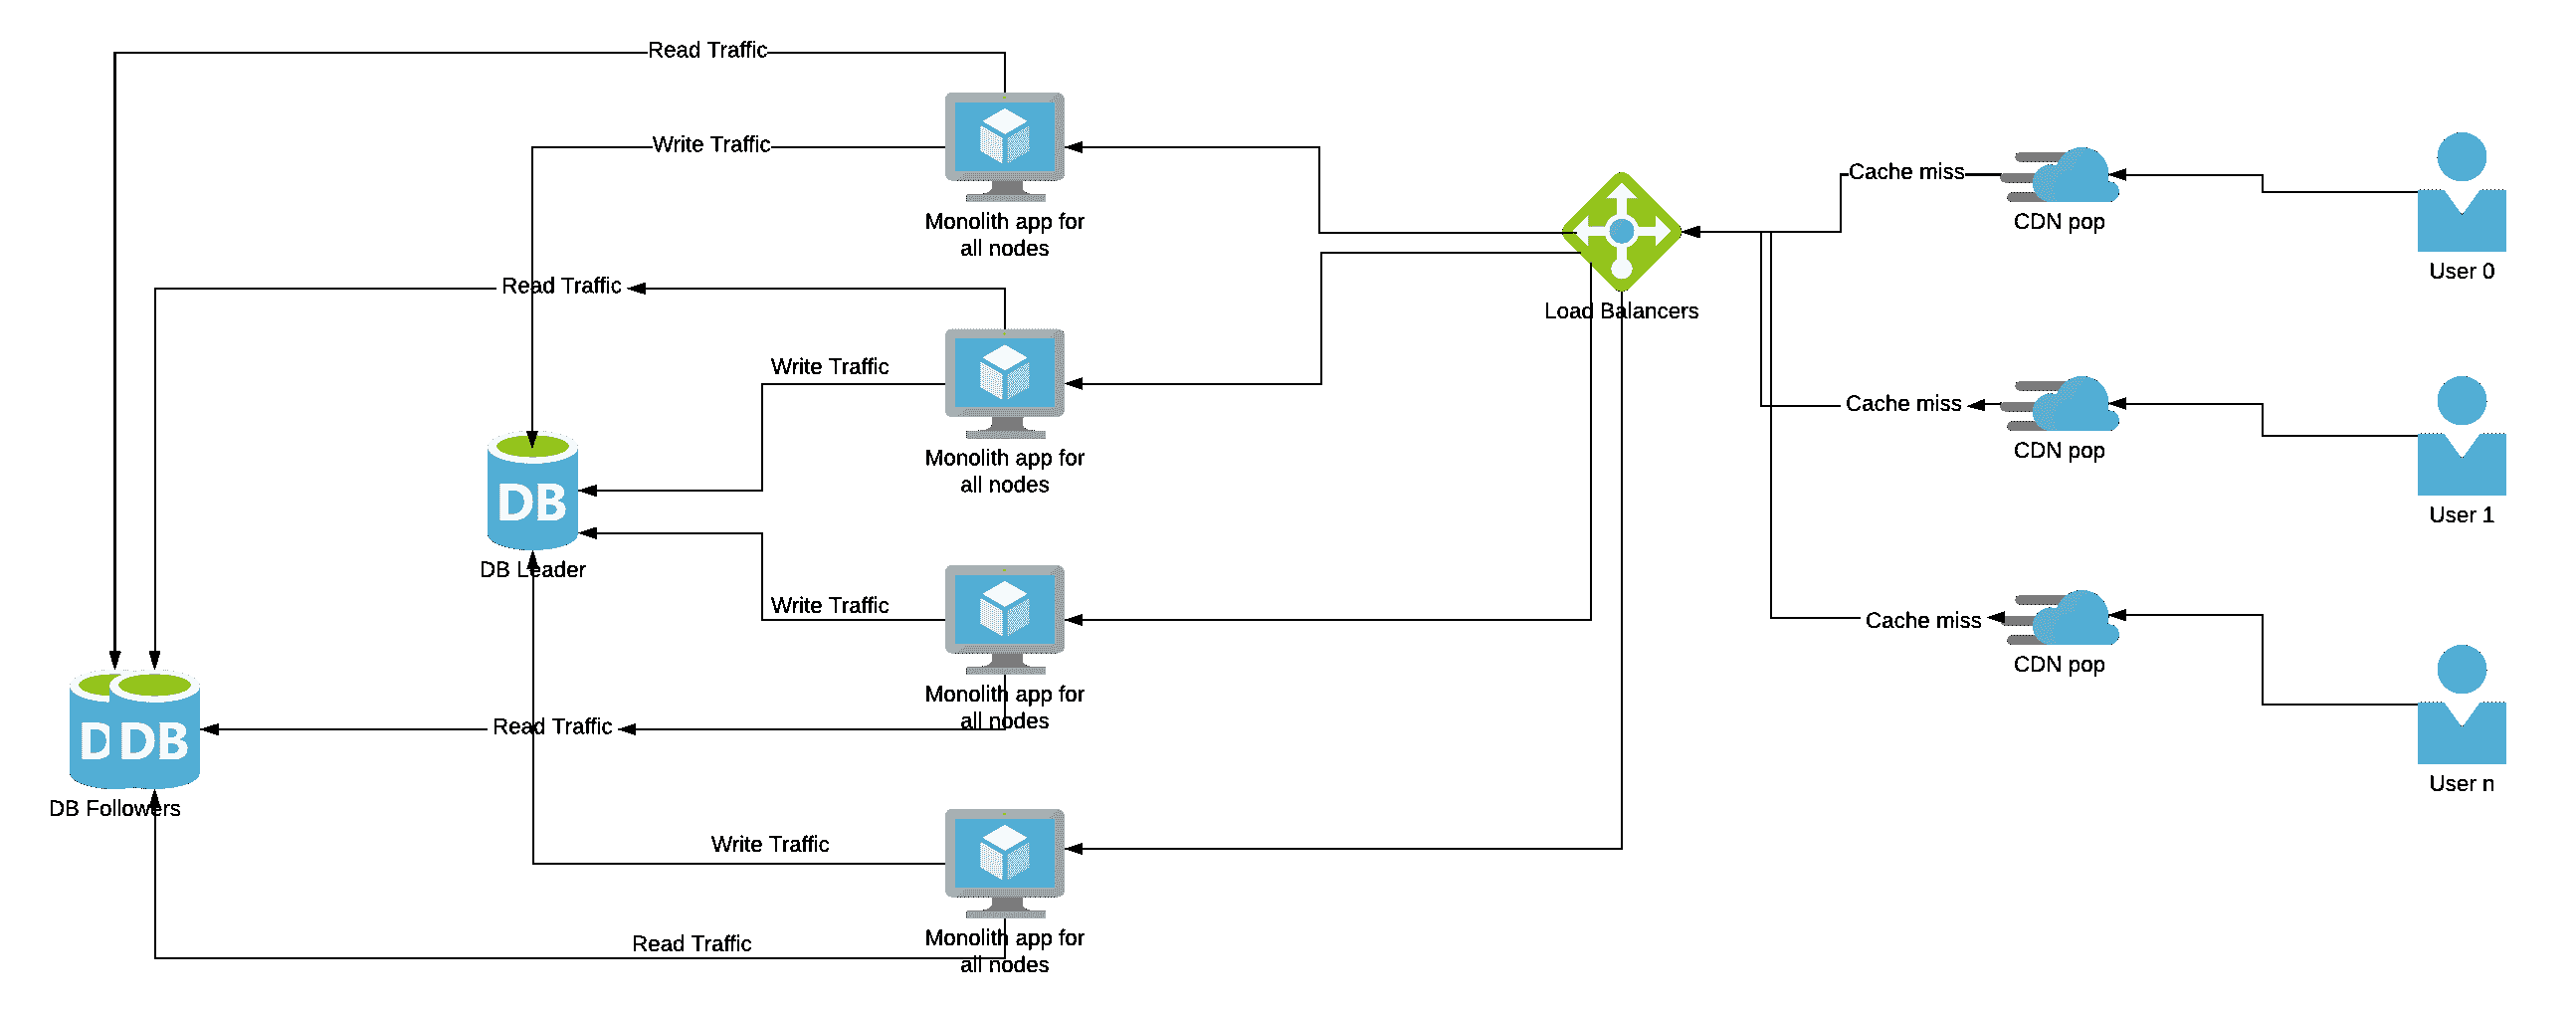 Read Traffic
Write Traffic
Monolith app for
all nodes
Read Traffic
Write Traffic
Monolith app for
all nodes
DB
DB Leader
Write Traffic
Monolith app for
all nodes
Read Traffic
D
DB
DB Followers
Write Traffic
Monolith app for
all nodes
Read Traffic
Load Balancers
Cache miss
CDN pop
User 0
Cache miss
CDN pop
User 1
Cache miss
CDN pop
User n